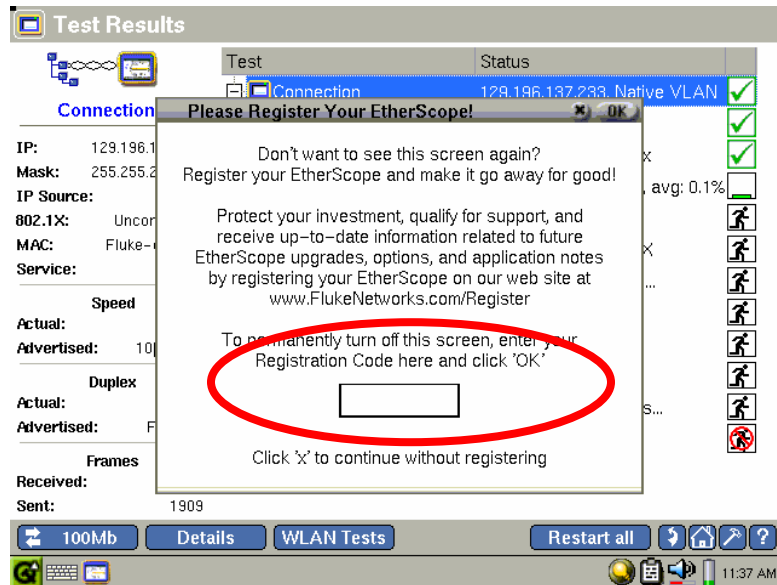 Test Results
Test Status
Connection 129.196.137.233, Native VLAN
Connection
Please Register Your EtherScope! x OK
IP: 129.196.1
Mask: 255.255.2
IP Source:
802.1X: Uncor
MAC: Fluke-
Service:
Speed
Actual:
Advertised: 10
Duplex
Actual:
Advertised: F
Frames
Received:
Sent: 1909
Don't want to see this screen again?
Register your EtherScope and make it go away for good!
Protect your investment, qualify for support, and
receive up-to-date information related to future
EtherScope upgrades, options, and application notes
by registering your EtherScope on our web site at
www.FlukeNetworks.com/Register
To permanently turn off this screen, enter your
Registration Code here and click 'OK'
Click 'x' to continue without registering
x
, avg: 0.1%
X
...
s...
100Mb Details WLAN Tests Restart all ?
11:37 AM